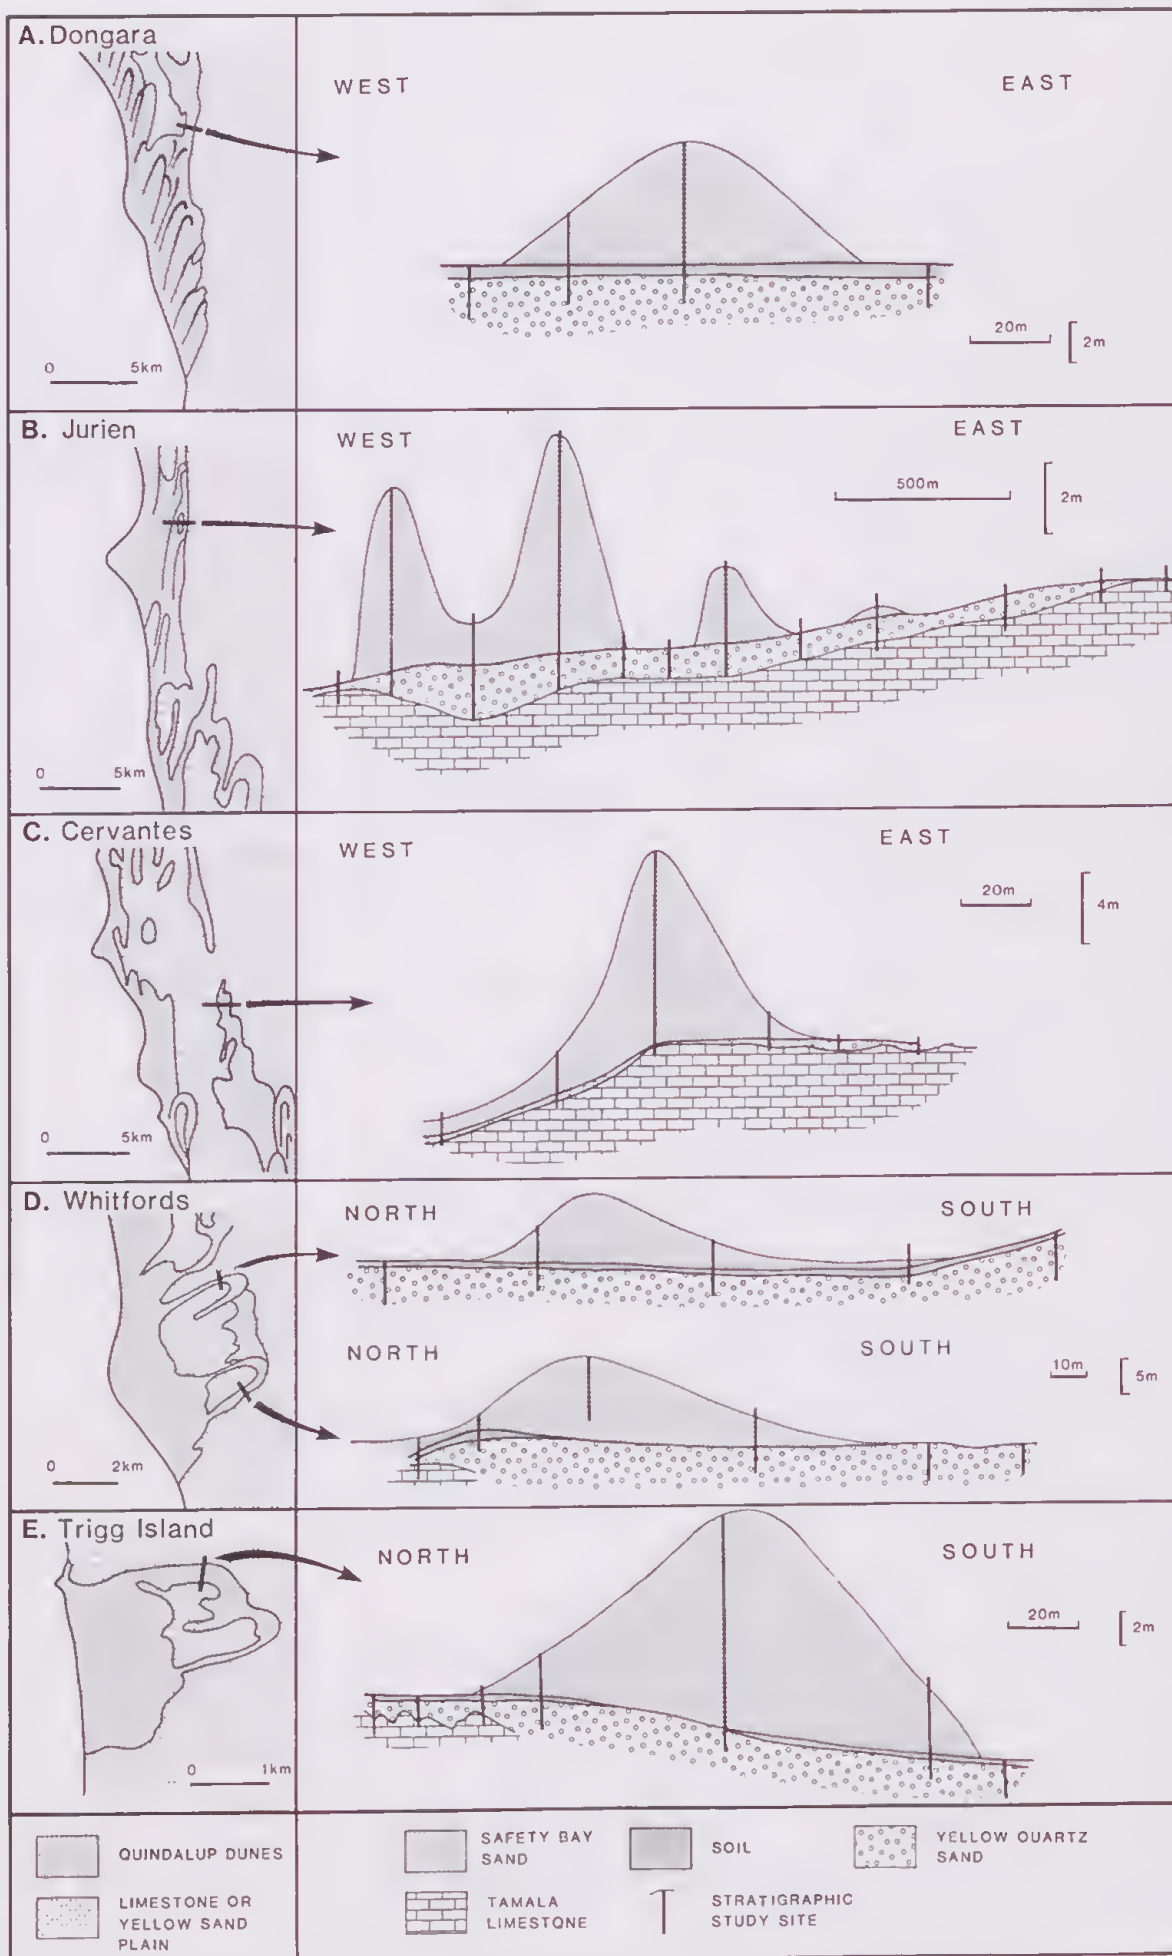 A. Dongara
WEST
EAST
0 5km
20m
2m
B. Jurien
WEST
EAST
500m
2m
0 5km
C. Cervantes
WEST
EAST
20m
4m
0 5km
D. Whitfords
NORTH
SOUTH
NORTH
SOUTH
10m
5m
0 2km
E. Trigg Island
NORTH
SOUTH
20m
2m
0 1km
QUINDALUP DUNES
LIMESTONE OR
YELLOW SAND
PLAIN
SAFETY BAY
SAND
SOIL
YELLOW QUARTZ
SAND
TAMALA
LIMESTONE
STRATIGRAPHIC
STUDY SITE